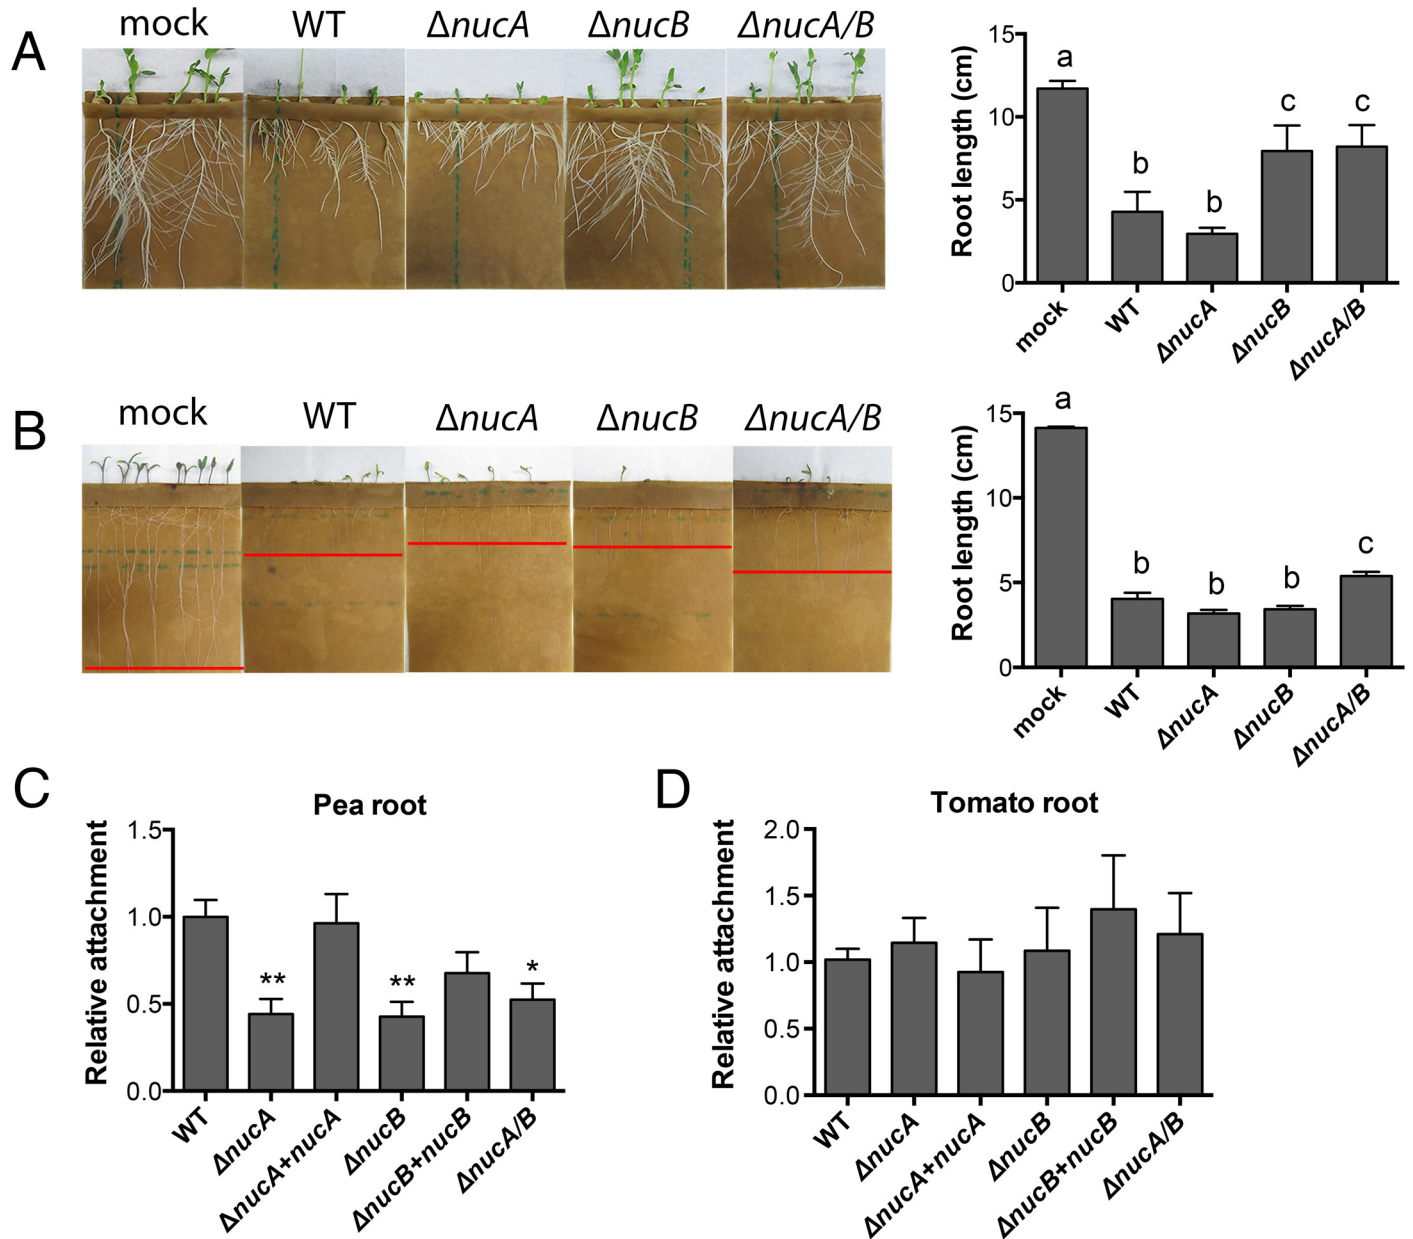 A
mock WT ΔnucA ΔnucB ΔnucA/B
Root length (cm)
15
10
5
0
a
b
b
c
c
mock WT ΔnucA ΔnucB ΔnucA/B
B
mock WT ΔnucA ΔnucB ΔnucA/B
Root length (cm)
15
10
5
0
a
b
b
b
c
mock WT ΔnucA ΔnucB ΔnucA/B
C
Pea root
Relative attachment
1.5
1.0
0.5
0.0
**
**
*
WT ΔnucA ΔnucA+nucA ΔnucB ΔnucB+nucB ΔnucA/B
D
Tomato root
Relative attachment
2.0
1.5
1.0
0.5
0.0
WT ΔnucA ΔnucA+nucA ΔnucB ΔnucB+nucB ΔnucA/B